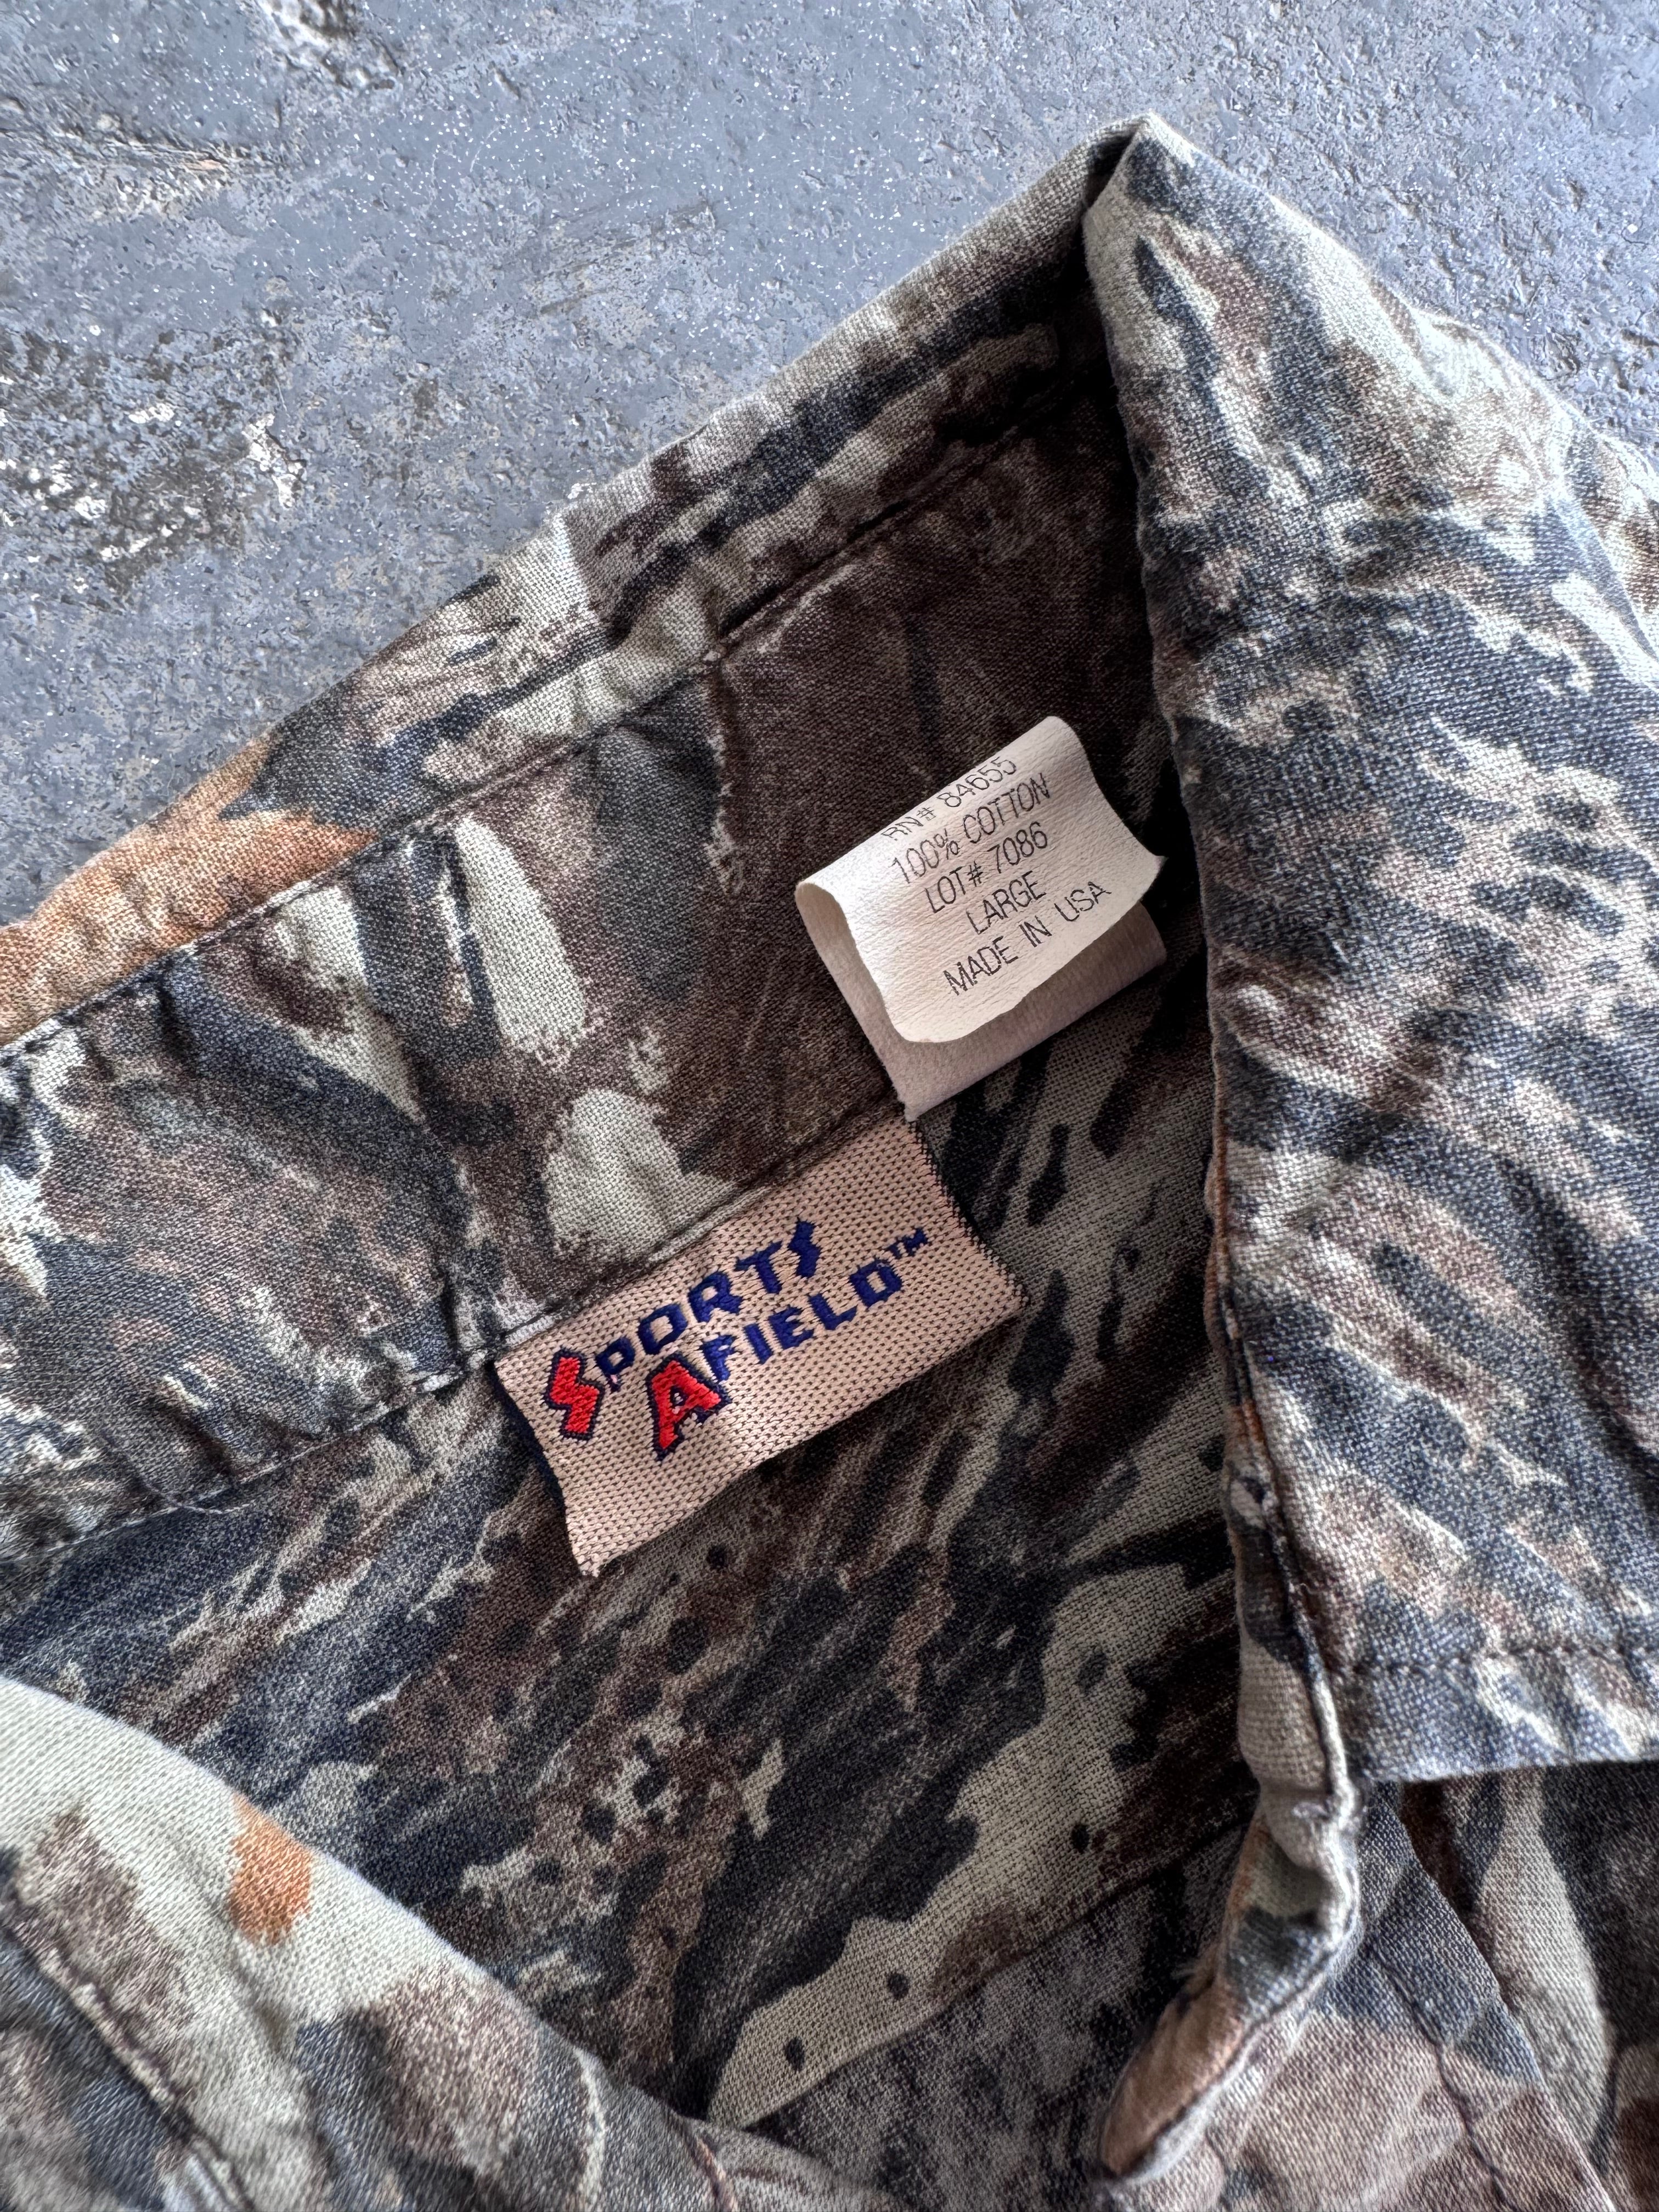 RN# 84655
100% COTTON
LOT# 7086
LARGE
MADE IN USA
SPORTS
AFIELD™